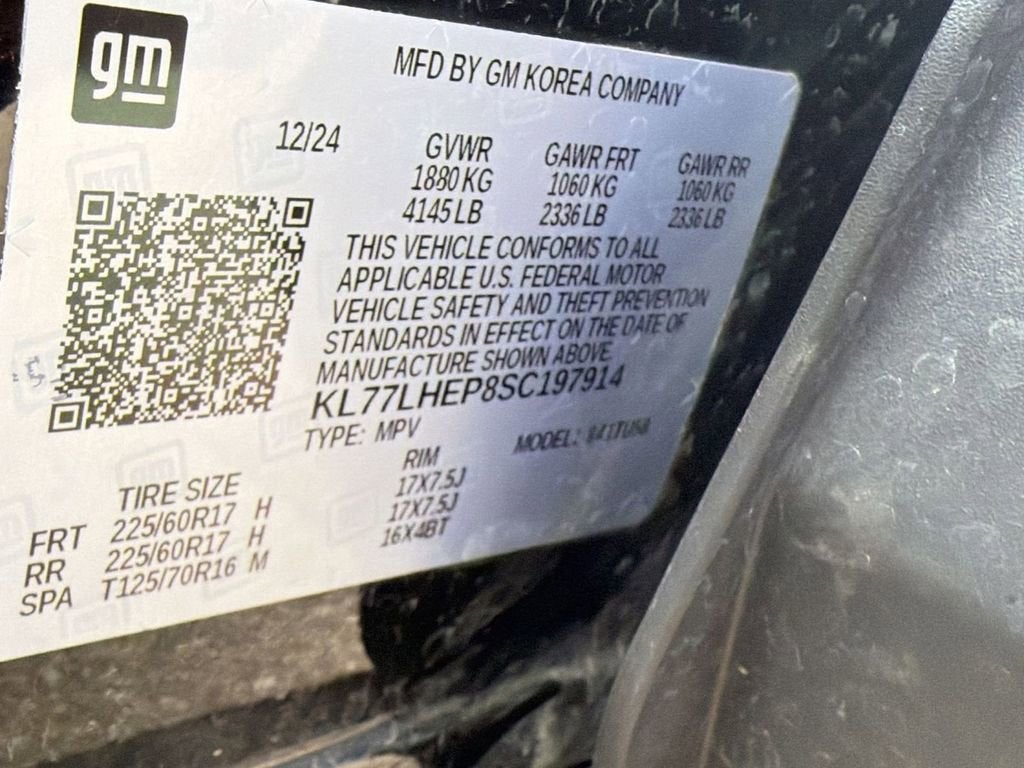 gm
MFD BY GM KOREA COMPANY
12/24
GVWR GAWR FRT GAWR RR
1880 KG 1060 KG 1060 KG
4145 LB 2336 LB 2336 LB
THIS VEHICLE CONFORMS TO ALL
APPLICABLE U.S. FEDERAL MOTOR
VEHICLE SAFETY AND THEFT PREVENTION
STANDARDS IN EFFECT ON THE DATE OF
MANUFACTURE SHOWN ABOVE
KL77LHEP8SC197914
TYPE: MPV MODEL:
TIRE SIZE RIM
FRT 225/60R17 H 17X7.5J
RR 225/60R17 H 17X7.5J
SPA T125/70R16 M 16X4BT